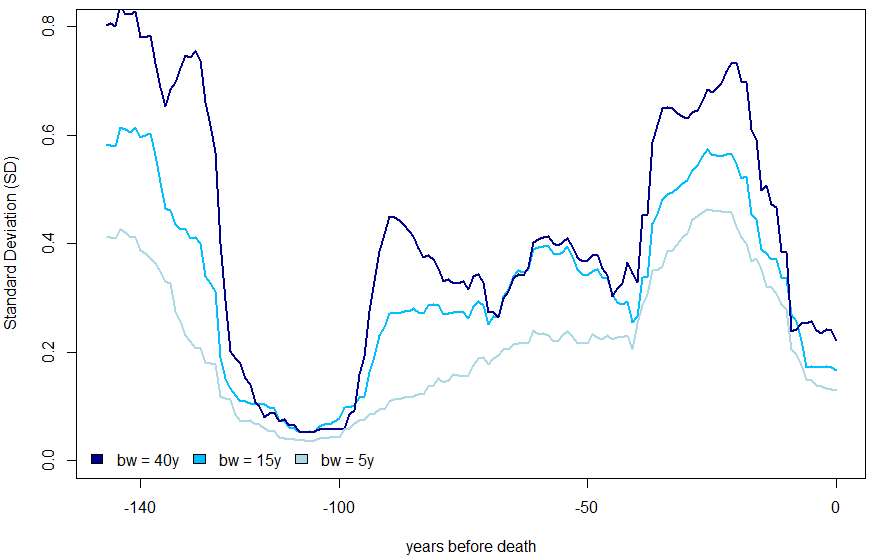 0.8
0.6
0.4
0.2
0.0
Standard Deviation (SD)
bw = 40y bw = 15y bw = 5y
-140 -100 -50 0
years before death